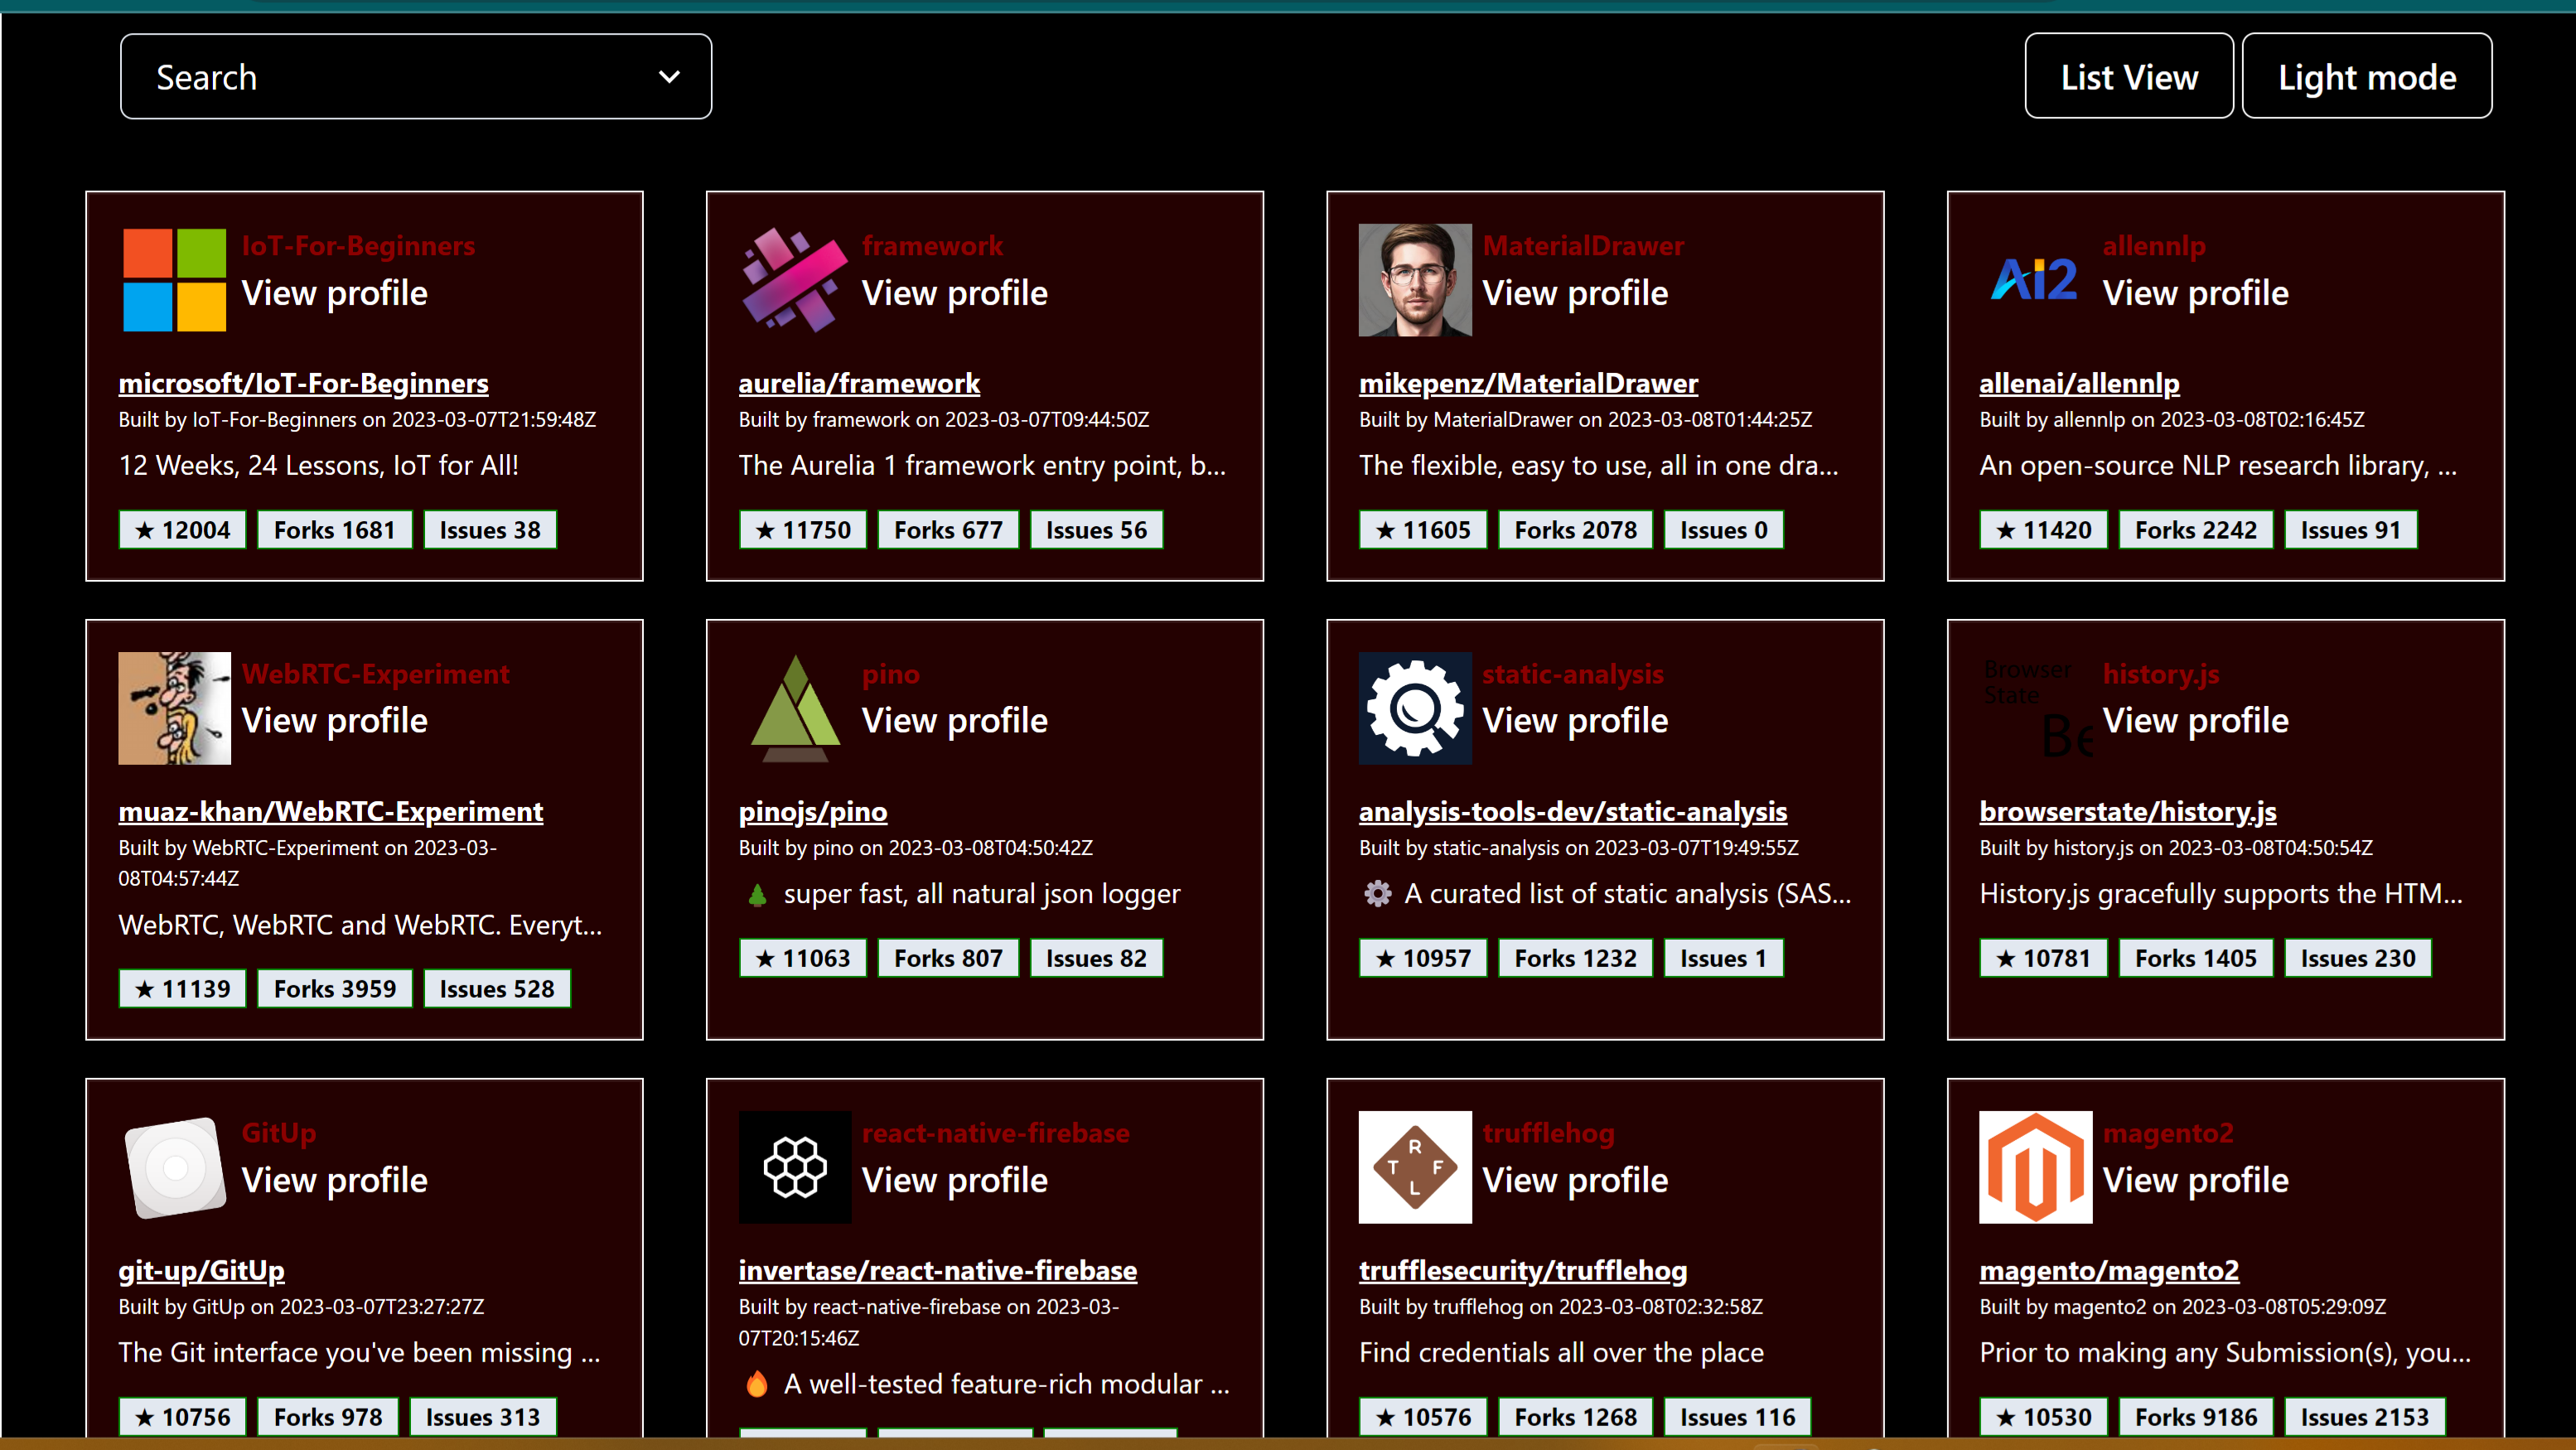 Search
List View
Light mode
IoT-For-Beginners
View profile
microsoft/IoT-For-Beginners
Built by IoT-For-Beginners on 2023-03-07T21:59:48Z
12 Weeks, 24 Lessons, IoT for All!
★ 12004
Forks 1681
Issues 38
framework
View profile
aurelia/framework
Built by framework on 2023-03-07T09:44:50Z
The Aurelia 1 framework entry point, b...
★ 11750
Forks 677
Issues 56
MaterialDrawer
View profile
mikepenz/MaterialDrawer
Built by MaterialDrawer on 2023-03-08T01:44:25Z
The flexible, easy to use, all in one dra...
★ 11605
Forks 2078
Issues 0
Ai2
allennlp
View profile
allenai/allennlp
Built by allennlp on 2023-03-08T02:16:45Z
An open-source NLP research library, ...
★ 11420
Forks 2242
Issues 91
WebRTC-Experiment
View profile
muaz-khan/WebRTC-Experiment
Built by WebRTC-Experiment on 2023-03-
08T04:57:44Z
WebRTC, WebRTC and WebRTC. Everyt...
★ 11139
Forks 3959
Issues 528
pino
View profile
pinojs/pino
Built by pino on 2023-03-08T04:50:42Z
🌲 super fast, all natural json logger
★ 11063
Forks 807
Issues 82
static-analysis
View profile
analysis-tools-dev/static-analysis
Built by static-analysis on 2023-03-07T19:49:55Z
⚙️ A curated list of static analysis (SAS...
★ 10957
Forks 1232
Issues 1
Browser
State
Be
history.js
View profile
browserstate/history.js
Built by history.js on 2023-03-08T04:50:54Z
History.js gracefully supports the HTM...
★ 10781
Forks 1405
Issues 230
GitUp
View profile
git-up/GitUp
Built by GitUp on 2023-03-07T23:27:27Z
The Git interface you've been missing ...
★ 10756
Forks 978
Issues 313
react-native-firebase
View profile
invertase/react-native-firebase
Built by react-native-firebase on 2023-03-
07T20:15:46Z
🔥 A well-tested feature-rich modular ...
R
T F
L
trufflehog
View profile
trufflesecurity/trufflehog
Built by trufflehog on 2023-03-08T02:32:58Z
Find credentials all over the place
★ 10576
Forks 1268
Issues 116
magento2
View profile
magento/magento2
Built by magento2 on 2023-03-08T05:29:09Z
Prior to making any Submission(s), you...
★ 10530
Forks 9186
Issues 2153